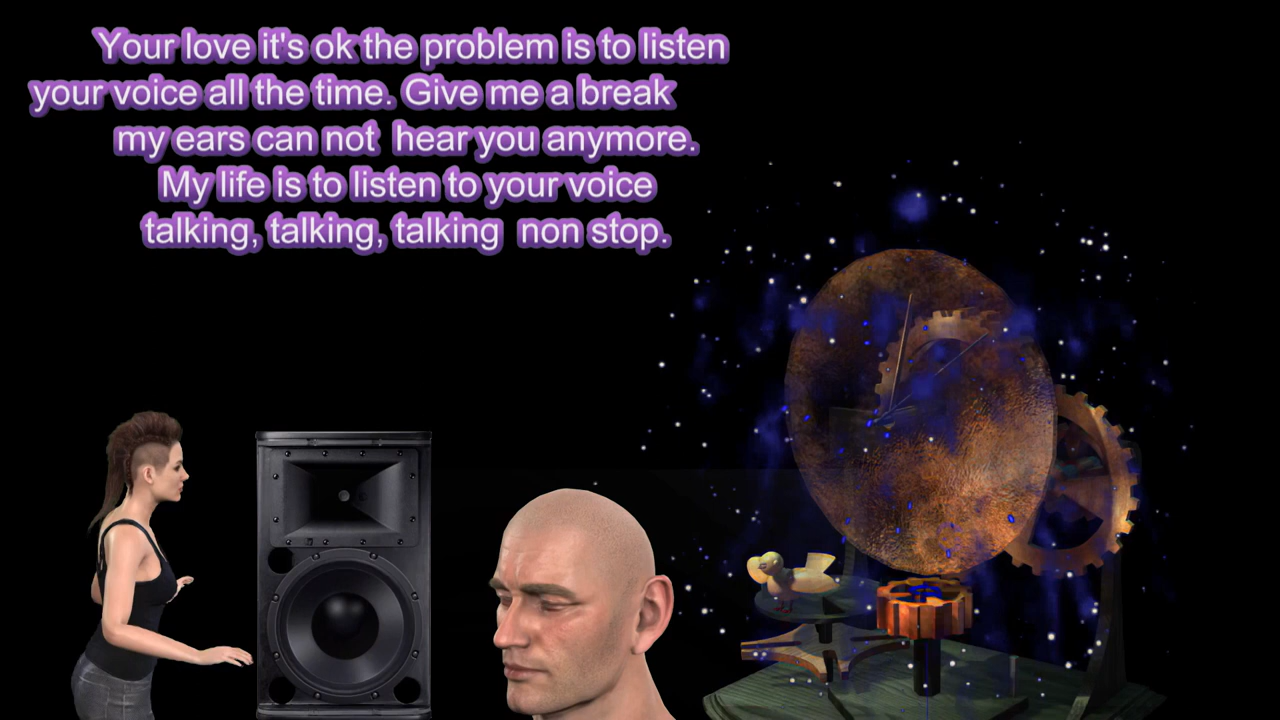 Your love it's ok the problem is to listen
your voice all the time. Give me a break
my ears can not  hear you anymore.
My life is to listen to your voice
talking, talking, talking  non stop.